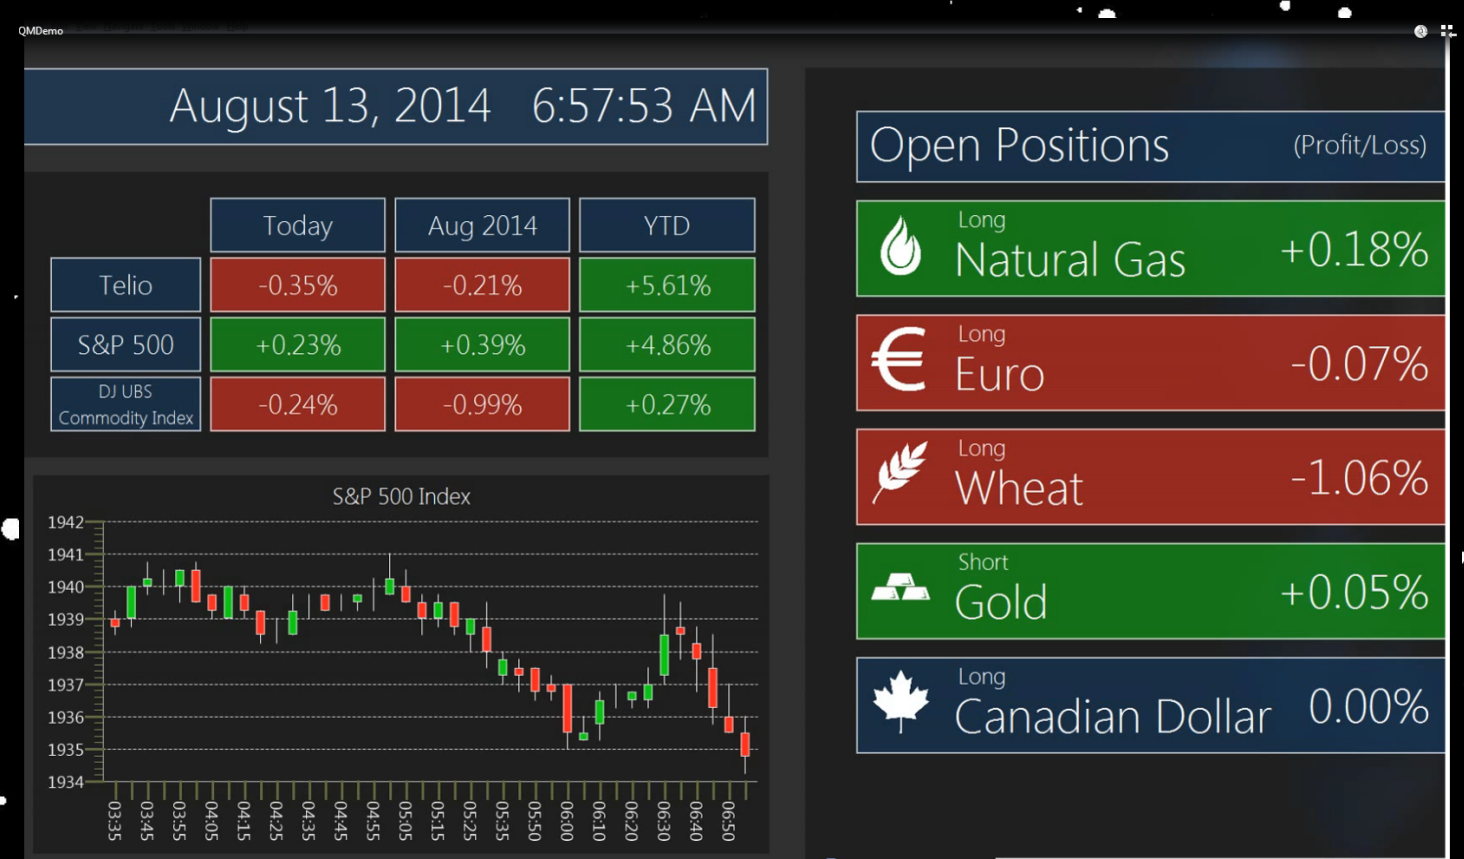 QMDemo
August 13, 2014 6:57:53 AM
Today Aug 2014 YTD
Telio -0.35% -0.21% +5.61%
S&P 500 +0.23% +0.39% +4.86%
DJ UBS
Commodity Index -0.24% -0.99% +0.27%
S&P 500 Index
1942
1941
1940
1939
1938
1937
1936
1935
1934
03:35 03:45 03:55 04:05 04:15 04:25 04:35 04:45 04:55 05:05 05:15 05:25 05:35 05:50 06:00 06:10 06:20 06:30 06:40 06:50
Open Positions (Profit/Loss)
Long
Natural Gas +0.18%
Long
Euro -0.07%
Long
Wheat -1.06%
Short
Gold +0.05%
Long
Canadian Dollar 0.00%